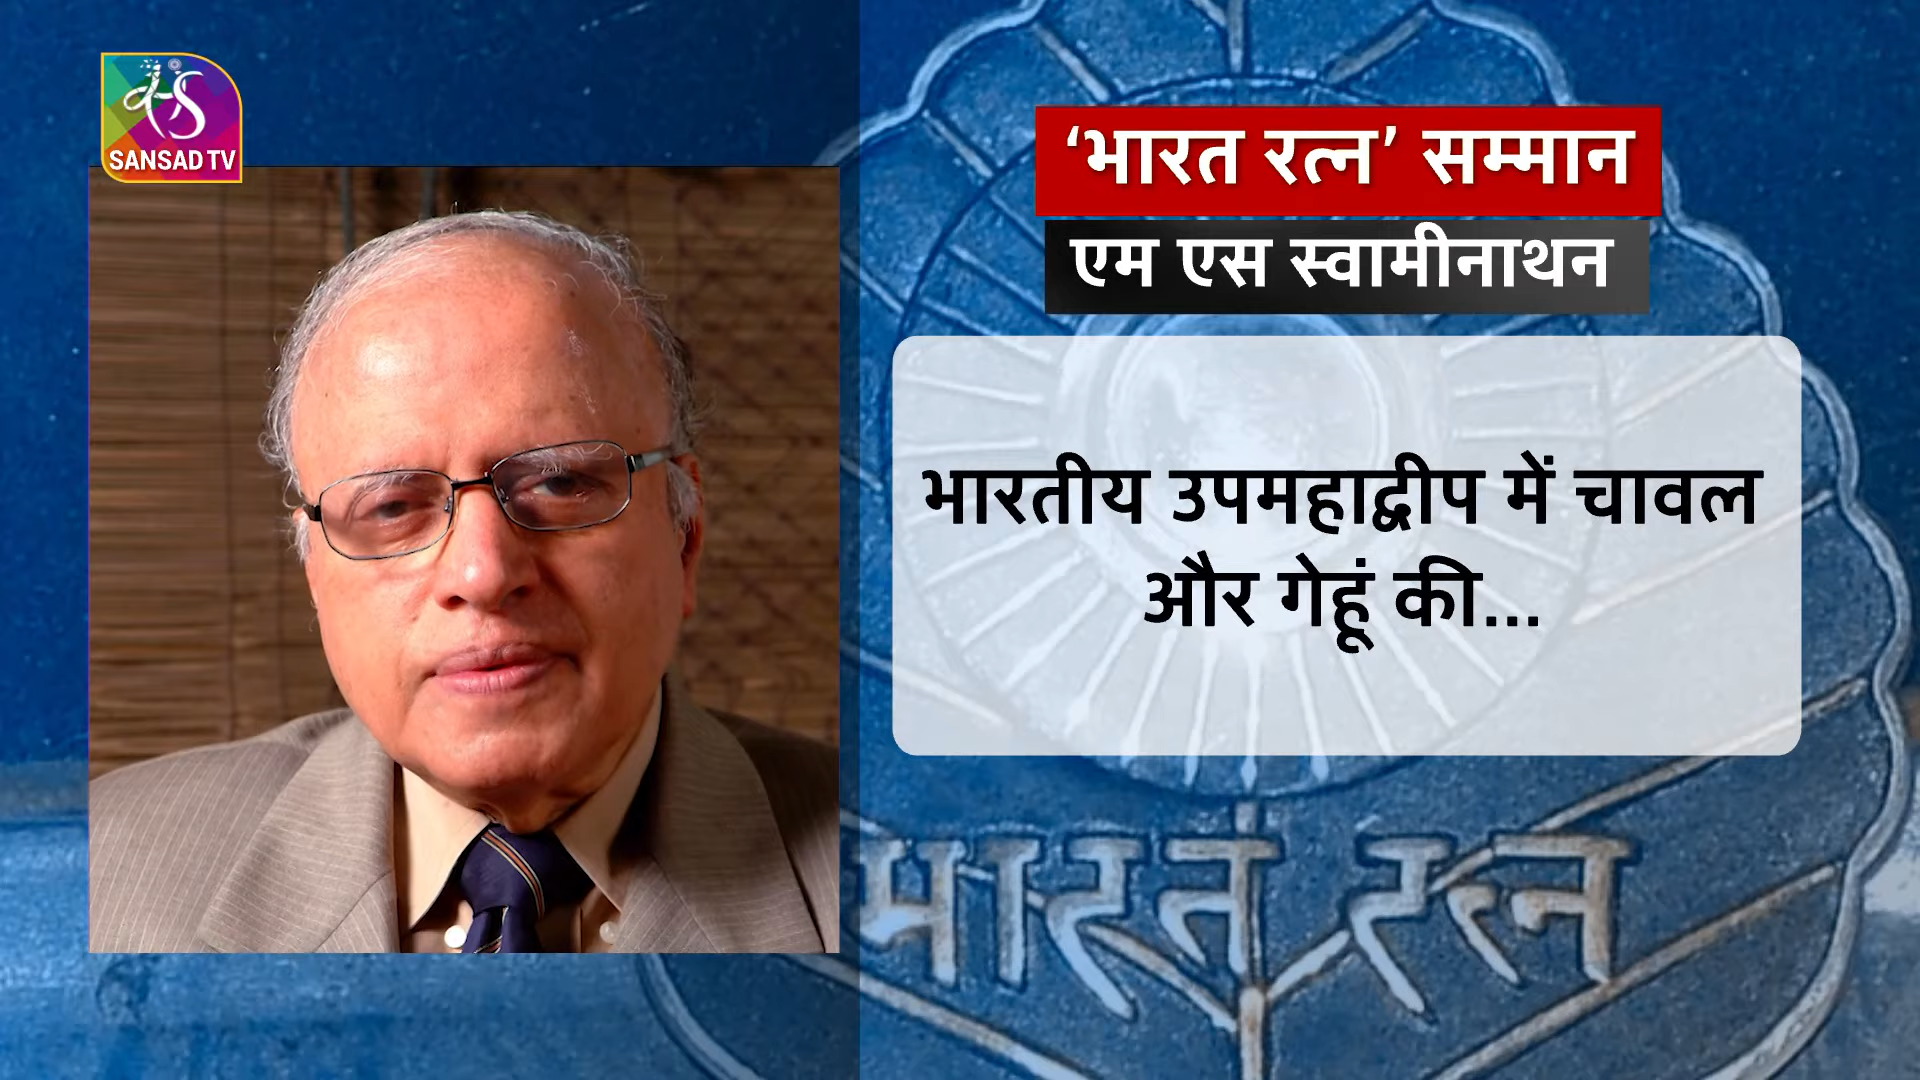 SANSAD TV
‘भारत रत्न’ सम्मान
एम एस स्वामीनाथन
भारतीय उपमहाद्वीप में चावल
और गेहूं की...
भारत रत्न